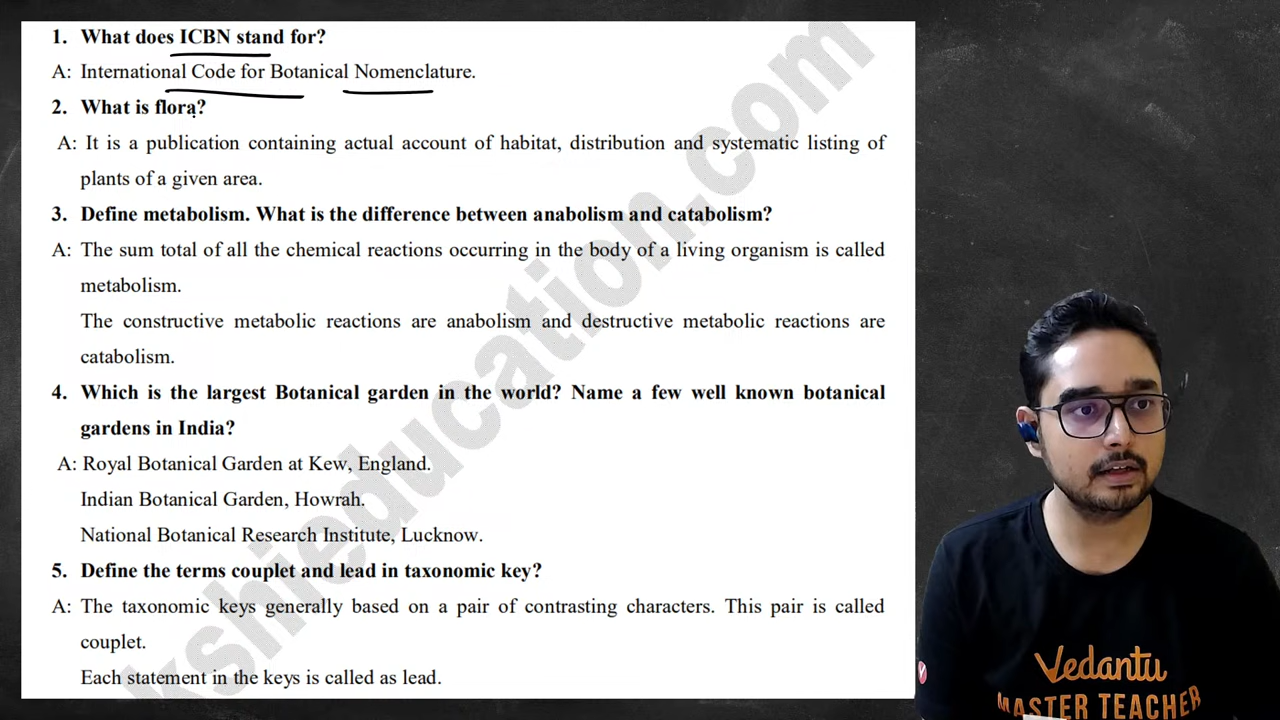 1. What does ICBN stand for?
A: International Code for Botanical Nomenclature.
2. What is flora?
A: It is a publication containing actual account of habitat, distribution and systematic listing of
plants of a given area.
3. Define metabolism. What is the difference between anabolism and catabolism?
A: The sum total of all the chemical reactions occurring in the body of a living organism is called
metabolism.
The constructive metabolic reactions are anabolism and destructive metabolic reactions are
catabolism.
4. Which is the largest Botanical garden in the world? Name a few well known botanical
gardens in India?
A: Royal Botanical Garden at Kew, England.
Indian Botanical Garden, Howrah.
National Botanical Research Institute, Lucknow.
5. Define the terms couplet and lead in taxonomic key?
A: The taxonomic keys generally based on a pair of contrasting characters. This pair is called
couplet.
Each statement in the keys is called as lead.
kshieducation.com
Vedantu
MASTER TEACHER